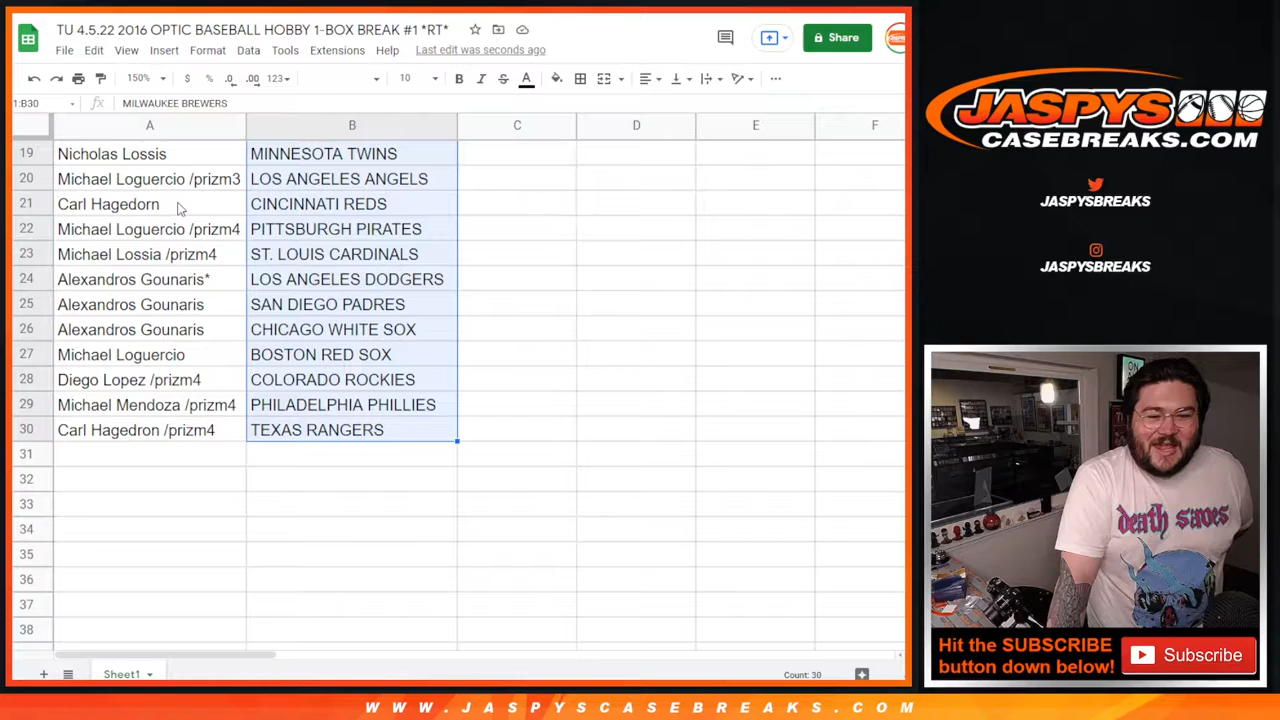 TU 4.5.22 2016 OPTIC BASEBALL HOBBY 1-BOX BREAK #1 *RT*
File Edit View Insert Format Data Tools Extensions Help Last edit was seconds ago
Share
150% $ % .0 .00 123 10 B I S A
1:B30 fx MILWAUKEE BREWERS
A B C D E F
19 Nicholas Lossis MINNESOTA TWINS
20 Michael Loguercio /prizm3 LOS ANGELES ANGELS
21 Carl Hagedorn CINCINNATI REDS
22 Michael Loguercio /prizm4 PITTSBURGH PIRATES
23 Michael Lossia /prizm4 ST. LOUIS CARDINALS
24 Alexandros Gounaris* LOS ANGELES DODGERS
25 Alexandros Gounaris SAN DIEGO PADRES
26 Alexandros Gounaris CHICAGO WHITE SOX
27 Michael Loguercio BOSTON RED SOX
28 Diego Lopez /prizm4 COLORADO ROCKIES
29 Michael Mendoza /prizm4 PHILADELPHIA PHILLIES
30 Carl Hagedron /prizm4 TEXAS RANGERS
31
32
33
34
35
36
37
38
Sheet1
Count: 30
JASPYS
CASEBREAKS.COM
JASPYSBREAKS
JASPYSBREAKS
ON
death saves
Hit the SUBSCRIBE
button down below!
Subscribe
WWW.JASPYSCASEBREAKS.COM